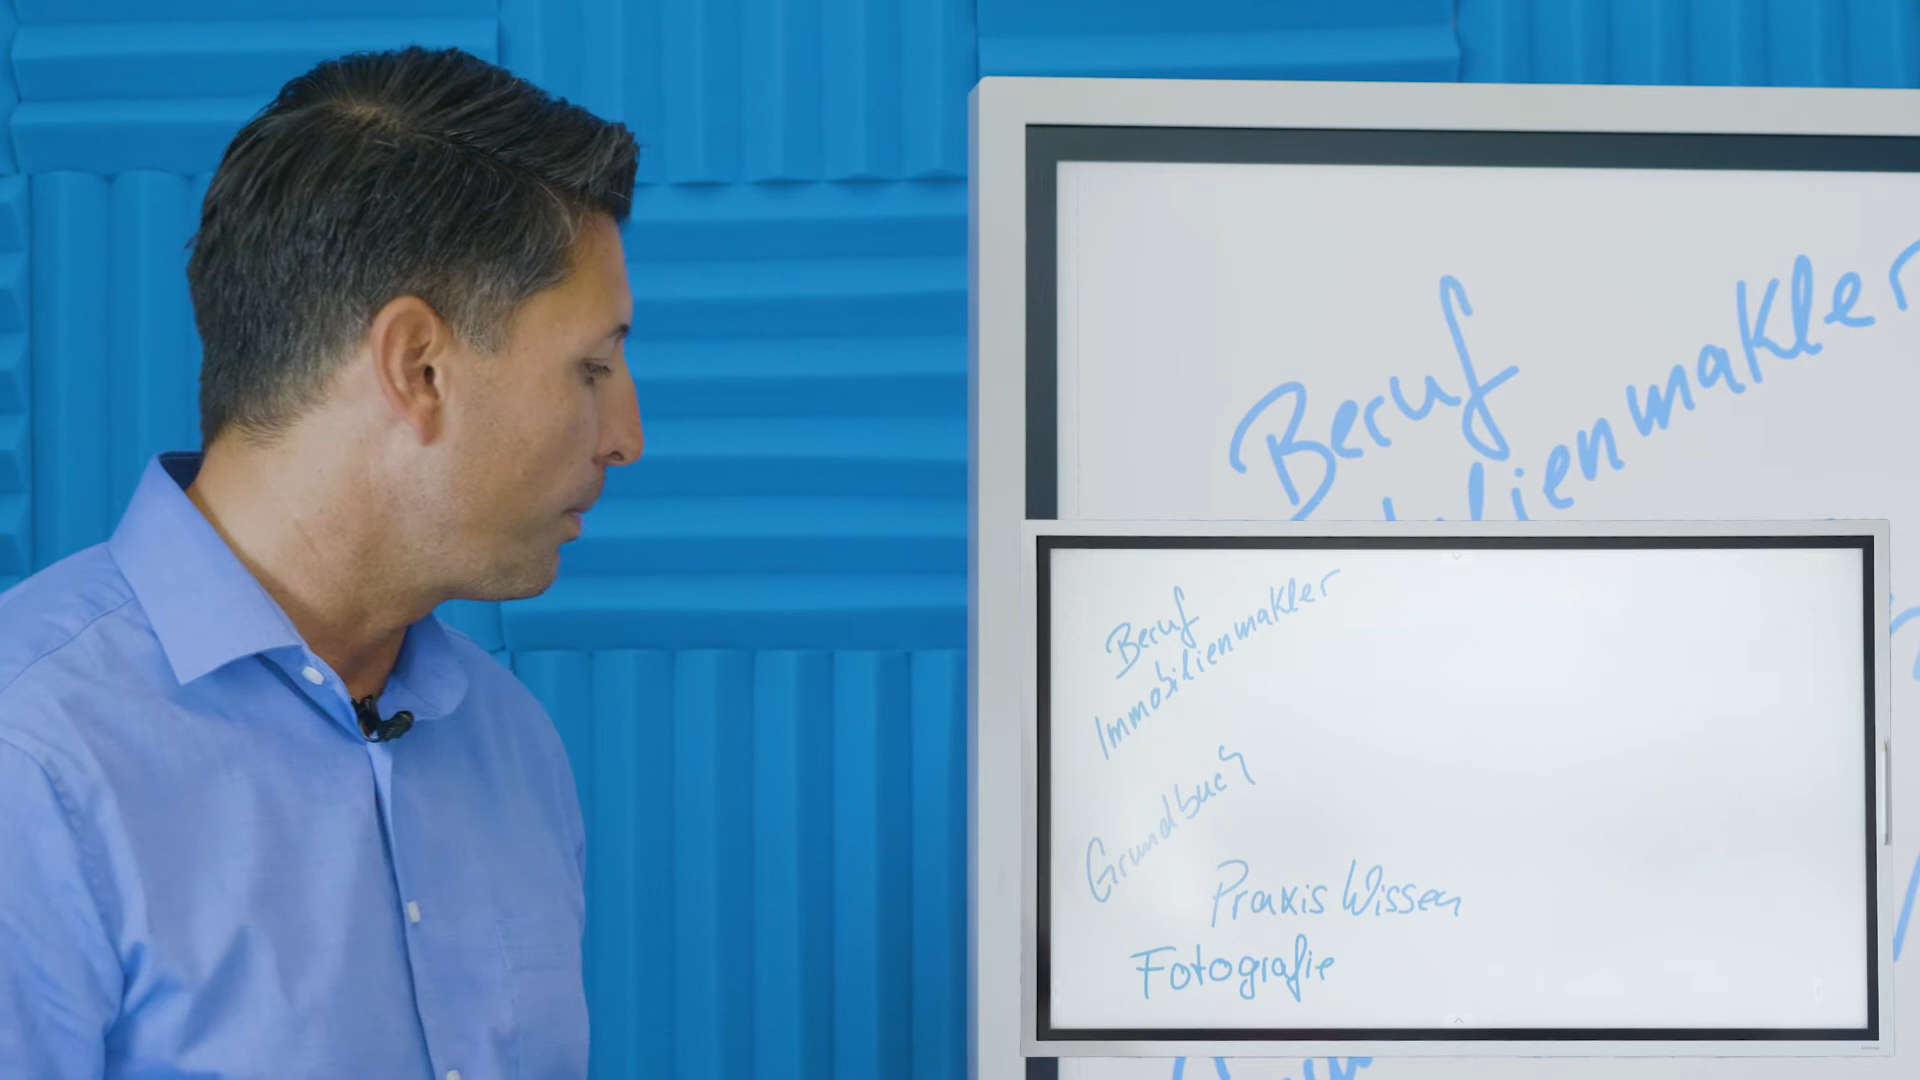 Beruf
Immobilienmakler
Beruf
Immobilienmakler
Grundbuch
Praxis Wissen
Fotografie